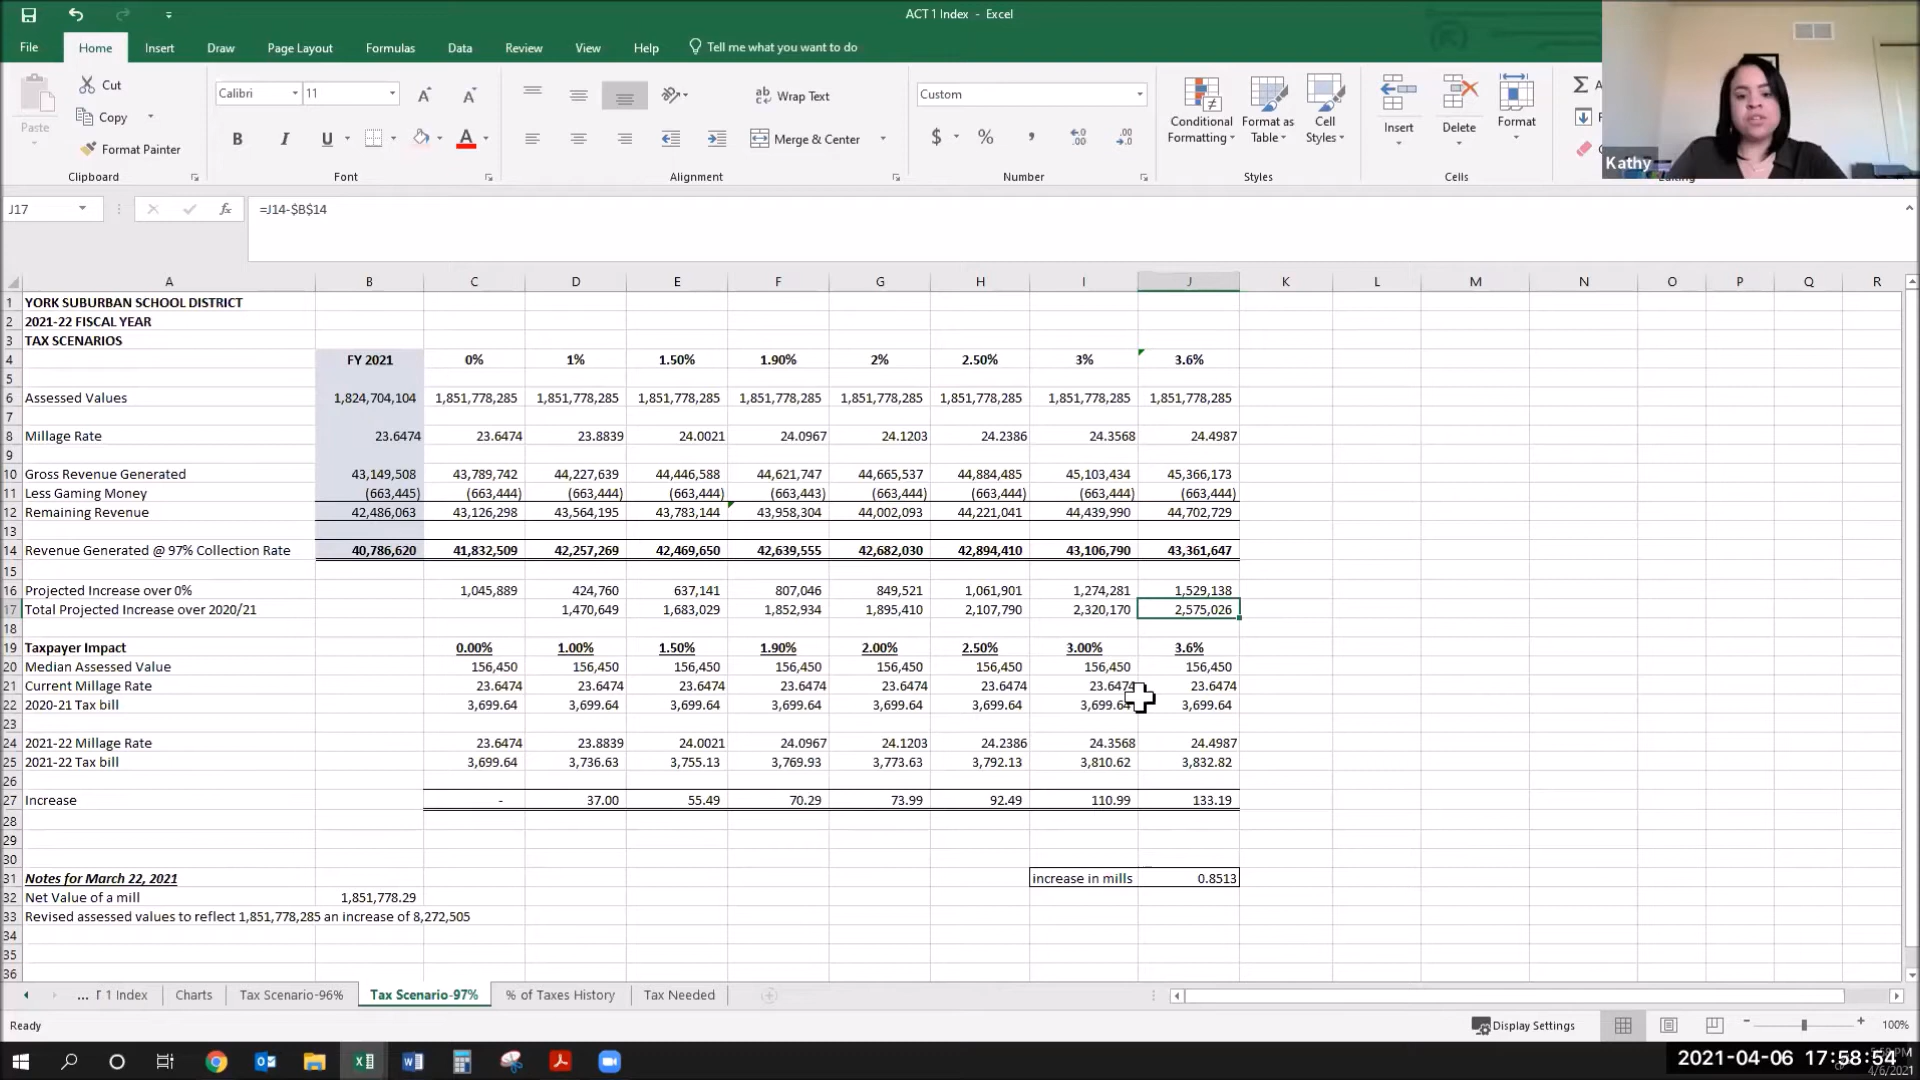 ACT 1 Index - Excel
File Home Insert Draw Page Layout Formulas Data Review View Help Tell me what you want to do
Cut
Copy
Format Painter
Paste
Clipboard
Calibri 11
B I U A
Font
ab Wrap Text
Merge & Center
Alignment
Custom
$ % ,
Number
Conditional Formatting Format as Table Cell Styles
Styles
Insert Delete Format
Cells
Kathy
J17 fx =J14-$B$14
A B C D E F G H I J K L M N O P Q R
1 YORK SUBURBAN SCHOOL DISTRICT
2 2021-22 FISCAL YEAR
3 TAX SCENARIOS
4 FY 2021 0% 1% 1.50% 1.90% 2% 2.50% 3% 3.6%
5
6 Assessed Values 1,824,704,104 1,851,778,285 1,851,778,285 1,851,778,285 1,851,778,285 1,851,778,285 1,851,778,285 1,851,778,285 1,851,778,285
7
8 Millage Rate 23.6474 23.6474 23.8839 24.0021 24.0967 24.1203 24.2386 24.3568 24.4987
9
10 Gross Revenue Generated 43,149,508 43,789,742 44,227,639 44,446,588 44,621,747 44,665,537 44,884,485 45,103,434 45,366,173
11 Less Gaming Money (663,445) (663,444) (663,444) (663,444) (663,443) (663,444) (663,444) (663,444) (663,444)
12 Remaining Revenue 42,486,063 43,126,298 43,564,195 43,783,144 43,958,304 44,002,093 44,221,041 44,439,990 44,702,729
13
14 Revenue Generated @ 97% Collection Rate 40,786,620 41,832,509 42,257,269 42,469,650 42,639,555 42,682,030 42,894,410 43,106,790 43,361,647
15
16 Projected Increase over 0% 1,045,889 424,760 637,141 807,046 849,521 1,061,901 1,274,281 1,529,138
17 Total Projected Increase over 2020/21 1,470,649 1,683,029 1,852,934 1,895,410 2,107,790 2,320,170 2,575,026
18
19 Taxpayer Impact 0.00% 1.00% 1.50% 1.90% 2.00% 2.50% 3.00% 3.6%
20 Median Assessed Value 156,450 156,450 156,450 156,450 156,450 156,450 156,450 156,450
21 Current Millage Rate 23.6474 23.6474 23.6474 23.6474 23.6474 23.6474 23.6474 23.6474
22 2020-21 Tax bill 3,699.64 3,699.64 3,699.64 3,699.64 3,699.64 3,699.64 3,699.64 3,699.64
23
24 2021-22 Millage Rate 23.6474 23.8839 24.0021 24.0967 24.1203 24.2386 24.3568 24.4987
25 2021-22 Tax bill 3,699.64 3,736.63 3,755.13 3,769.93 3,773.63 3,792.13 3,810.62 3,832.82
26
27 Increase - 37.00 55.49 70.29 73.99 92.49 110.99 133.19
28
29
30
31 Notes for March 22, 2021 increase in mills 0.8513
32 Net Value of a mill 1,851,778.29
33 Revised assessed values to reflect 1,851,778,285 an increase of 8,272,505
34
35
36
... T 1 Index Charts Tax Scenario-96% Tax Scenario-97% % of Taxes History Tax Needed
Ready Display Settings 100%
2021-04-06 17:58:54
4/6/2021